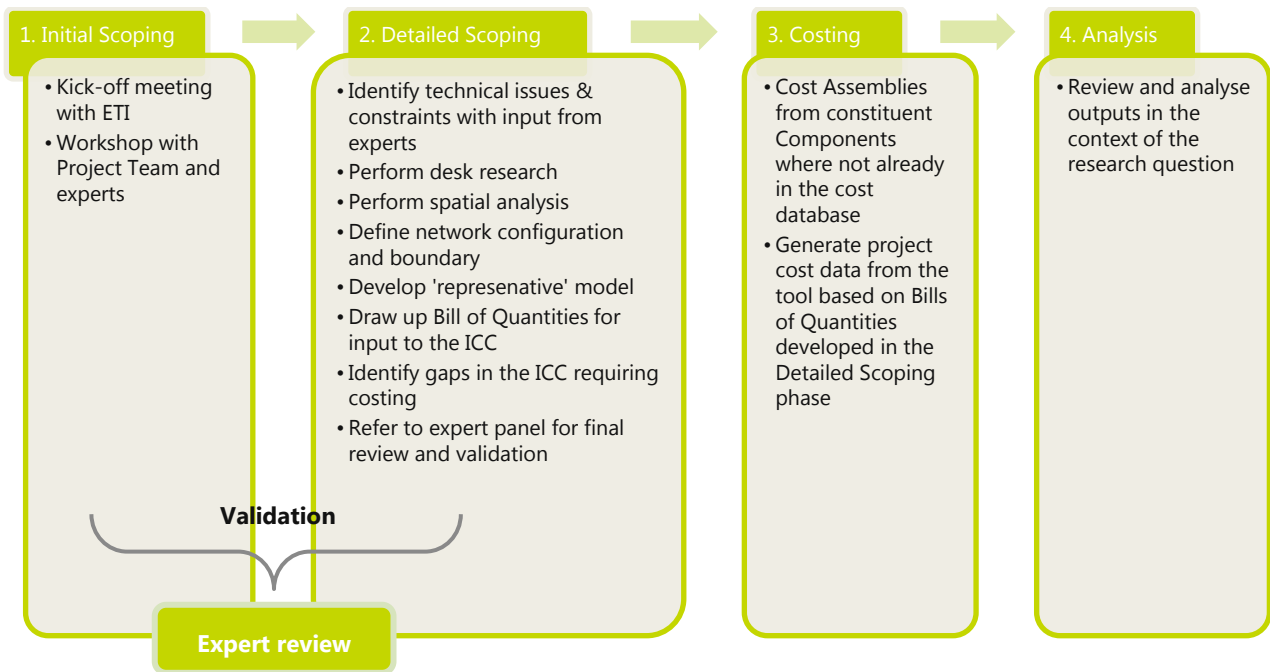 1. Initial Scoping
• Kick-off meeting
with ETI
• Workshop with
Project Team and
experts
2. Detailed Scoping
• Identify technical issues &
constraints with input from
experts
• Perform desk research
• Perform spatial analysis
• Define network configuration
and boundary
• Develop 'represenative' model
• Draw up Bill of Quantities for
input to the ICC
• Identify gaps in the ICC requiring
costing
• Refer to expert panel for final
review and validation
3. Costing
• Cost Assemblies
from constituent
Components
where not already
in the cost
database
• Generate project
cost data from the
tool based on Bills
of Quantities
developed in the
Detailed Scoping
phase
4. Analysis
• Review and analyse
outputs in the
context of the
research question
Validation
Expert review